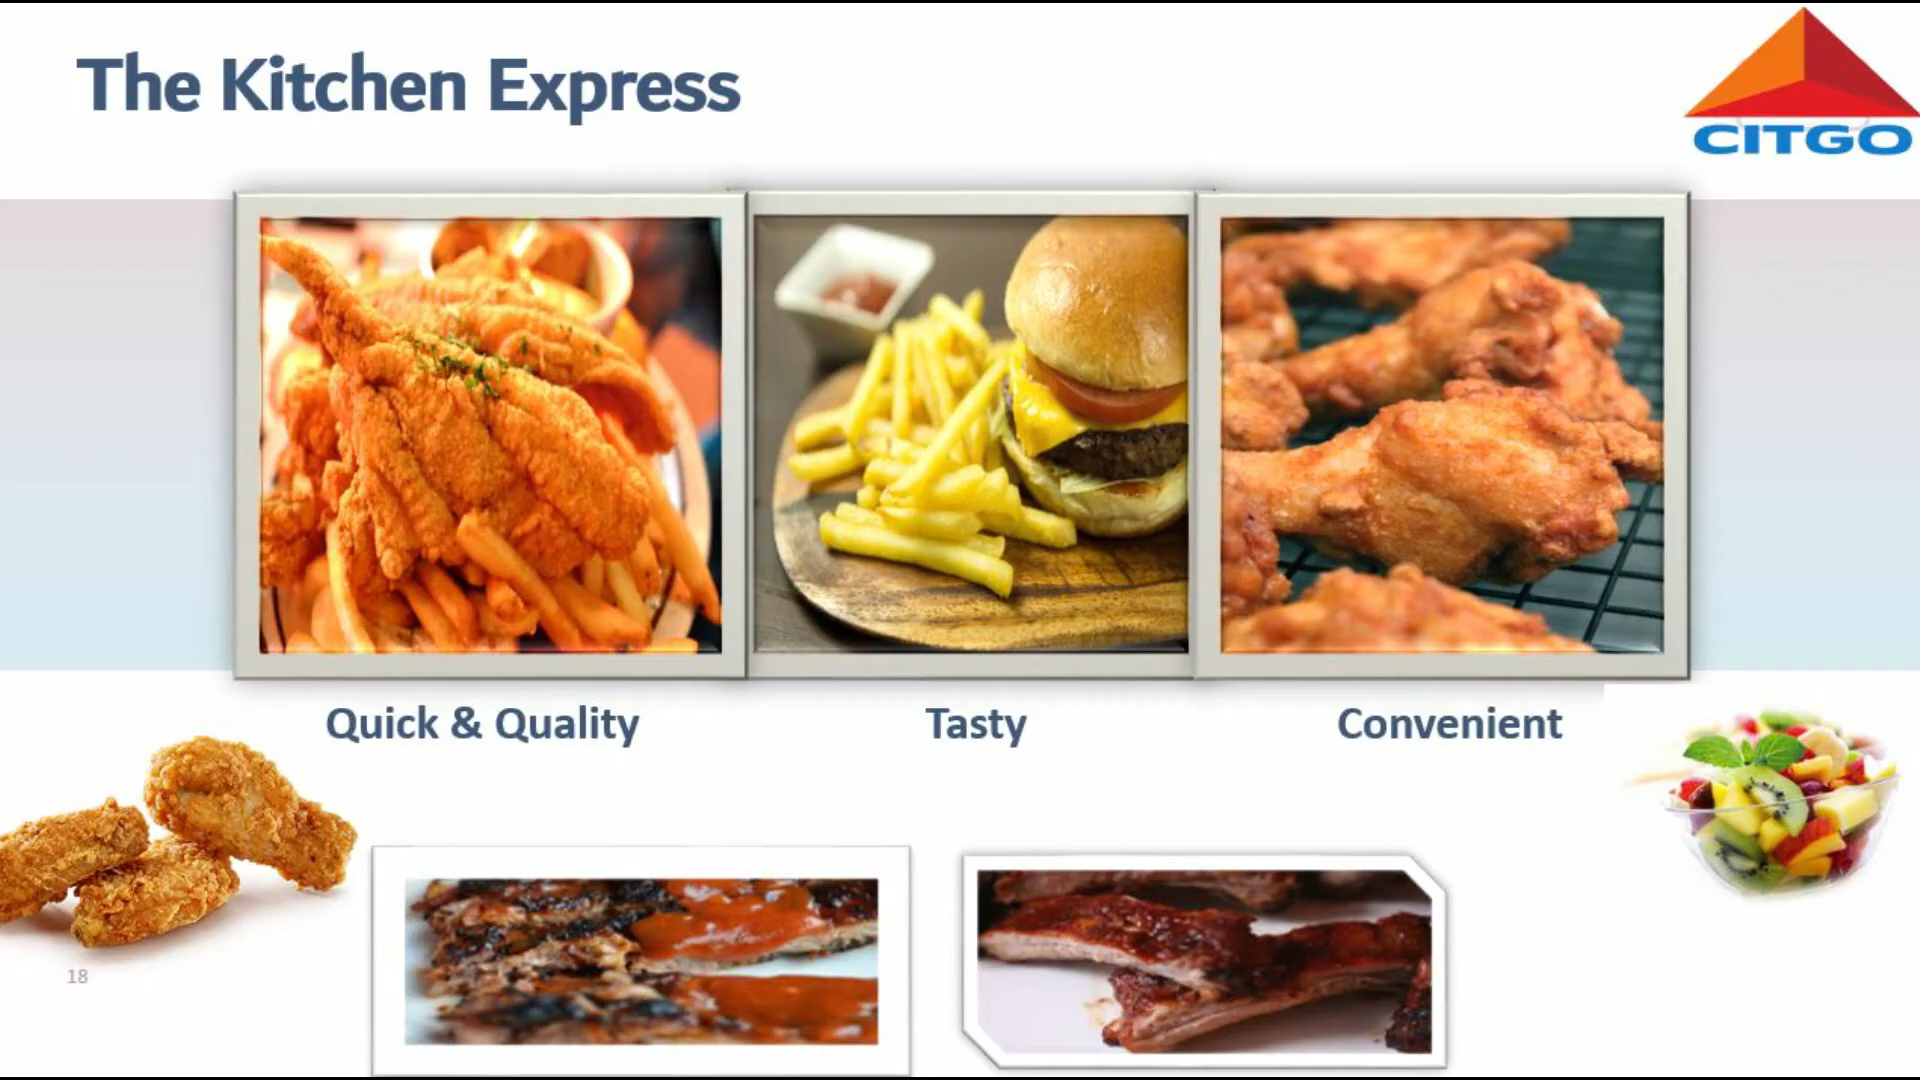 The Kitchen Express
CITGO
Quick & Quality
Tasty
Convenient
18